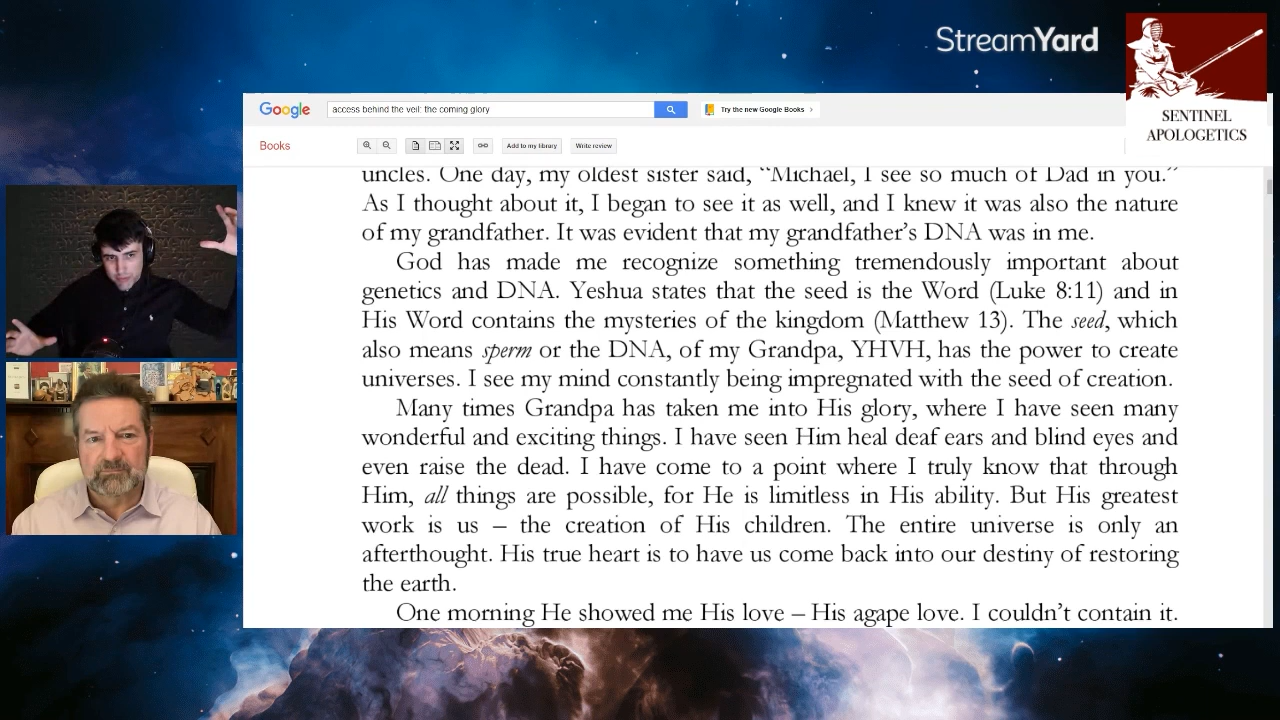 StreamYard
SENTINEL
APOLOGETICS
Google
access behind the veil: the coming glory
Try the new Google Books
Books
Add to my library
Write review
uncles. One day, my oldest sister said, “Michael, I see so much of Dad in you.”
As I thought about it, I began to see it as well, and I knew it was also the nature
of my grandfather. It was evident that my grandfather’s DNA was in me.
God has made me recognize something tremendously important about
genetics and DNA. Yeshua states that the seed is the Word (Luke 8:11) and in
His Word contains the mysteries of the kingdom (Matthew 13). The seed, which
also means sperm or the DNA, of my Grandpa, YHVH, has the power to create
universes. I see my mind constantly being impregnated with the seed of creation.
Many times Grandpa has taken me into His glory, where I have seen many
wonderful and exciting things. I have seen Him heal deaf ears and blind eyes and
even raise the dead. I have come to a point where I truly know that through
Him, all things are possible, for He is limitless in His ability. But His greatest
work is us – the creation of His children. The entire universe is only an
afterthought. His true heart is to have us come back into our destiny of restoring
the earth.
One morning He showed me His love – His agape love. I couldn’t contain it.